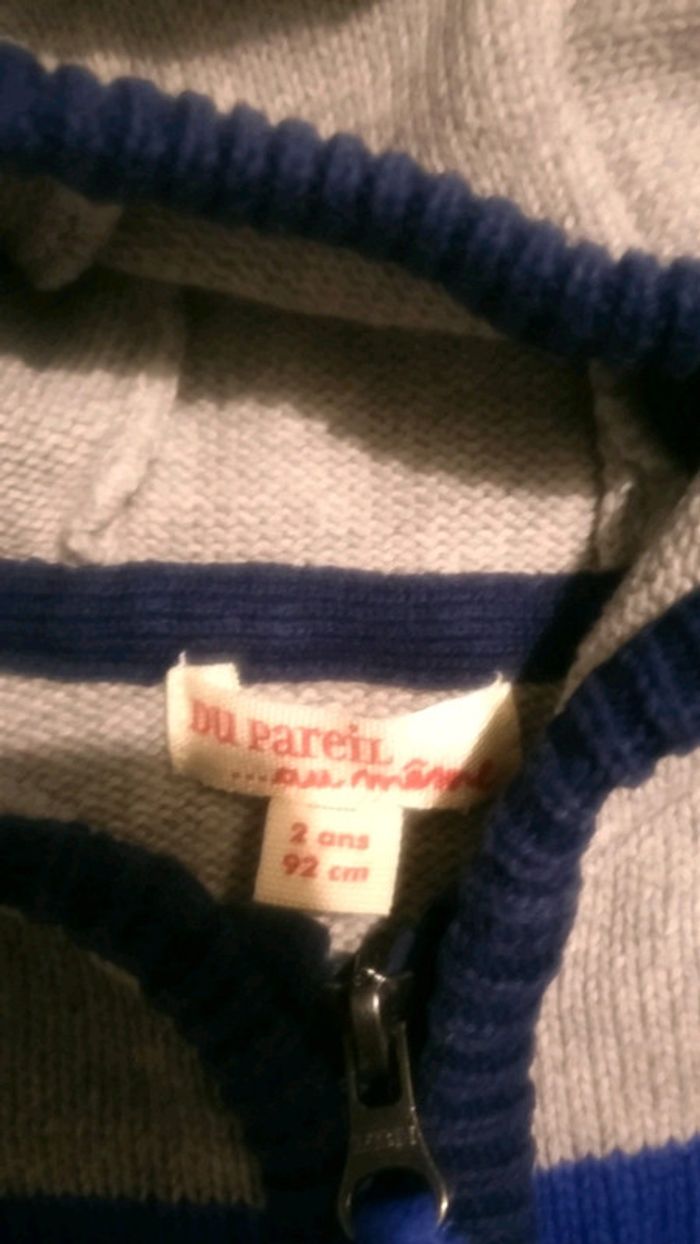 DU PareiL
...au même
2 ans
92 cm